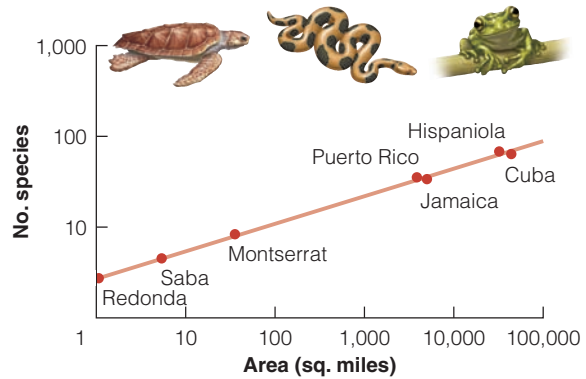 1,000
100
10
No. species
Hispaniola
Puerto Rico
Cuba
Jamaica
Montserrat
Saba
Redonda
1 10 100 1,000 10,000 100,000
Area (sq. miles)